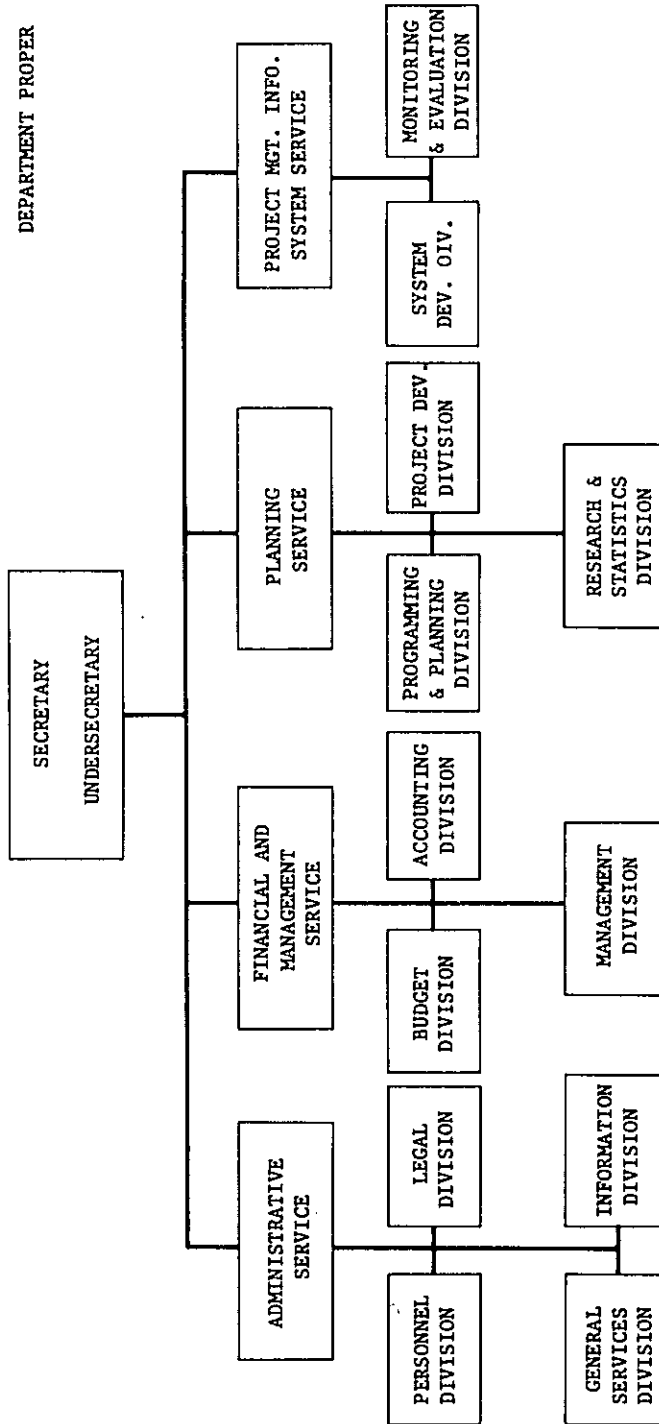 DEPARTMENT PROPER
SECRETARY
UNDERSECRETARY
ADMINISTRATIVE
SERVICE
FINANCIAL AND
MANAGEMENT
SERVICE
PLANNING
SERVICE
PROJECT MGT. INFO.
SYSTEM SERVICE
PERSONNEL
DIVISION
LEGAL
DIVISION
BUDGET
DIVISION
ACCOUNTING
DIVISION
PROGRAMMING
& PLANNING
DIVISION
PROJECT DEV.
DIVISION
SYSTEM
DEV. OIV.
MONITORING
& EVALUATION
DIVISION
GENERAL
SERVICES
DIVISION
INFORMATION
DIVISION
MANAGEMENT
DIVISION
RESEARCH &
STATISTICS
DIVISION